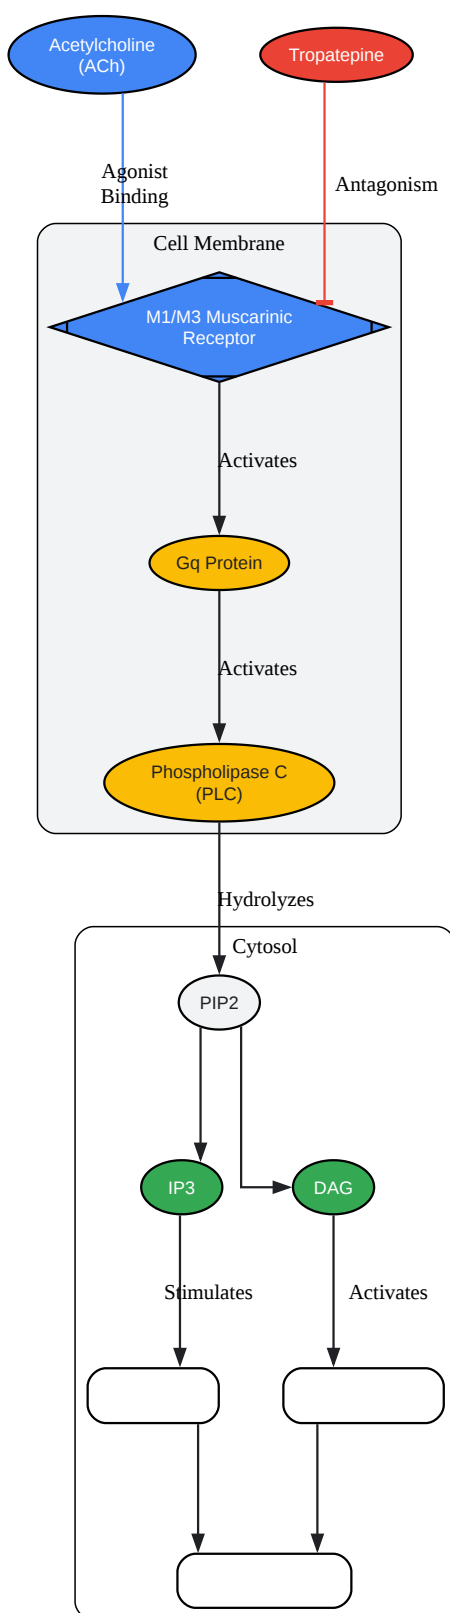 Acetylcholine
(ACh)
Tropatepine
Agonist
Binding
Antagonism
Cell Membrane
M1/M3 Muscarinic
Receptor
Activates
Gq Protein
Activates
Phospholipase C
(PLC)
Hydrolyzes
Cytosol
PIP2
IP3
DAG
Stimulates
Activates